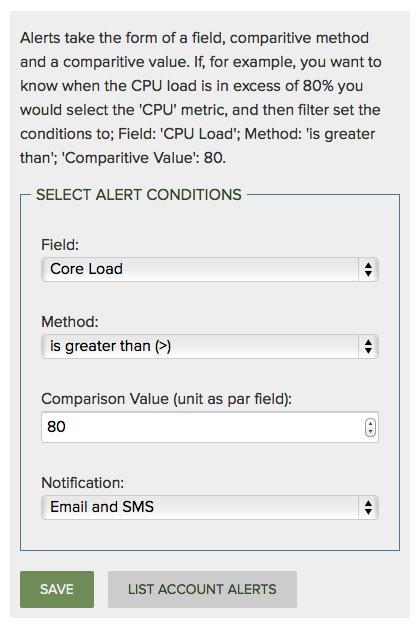 Alerts take the form of a field, comparitive method
and a comparitive value. If, for example, you want to
know when the CPU load is in excess of 80% you
would select the 'CPU' metric, and then filter set the
conditions to; Field: 'CPU Load'; Method: 'is greater
than'; 'Comparitive Value': 80.
SELECT ALERT CONDITIONS
Field:
Core Load
Method:
is greater than (>)
Comparison Value (unit as par field):
80
Notification:
Email and SMS
SAVE LIST ACCOUNT ALERTS